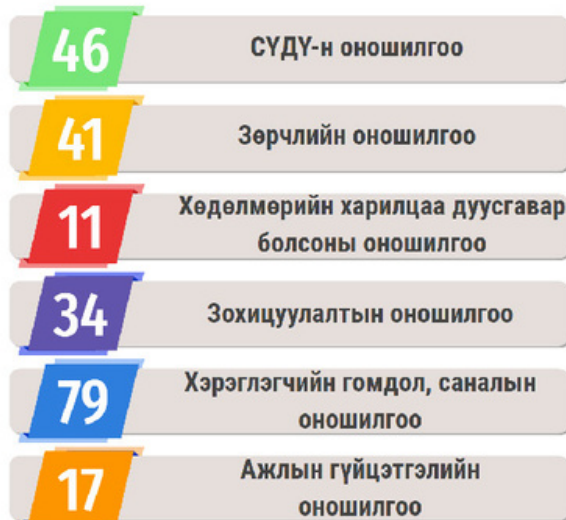 46
СҮДҮ-н оношилгоо
41
Зөрчлийн оношилгоо
11
Хөдөлмөрийн харилцаа дуусгавар
болсоны оношилгоо
34
Зохицуулалтын оношилгоо
79
Хэрэглэгчийн гомдол, саналын
оношилгоо
17
Ажлын гүйцэтгэлийн
оношилгоо